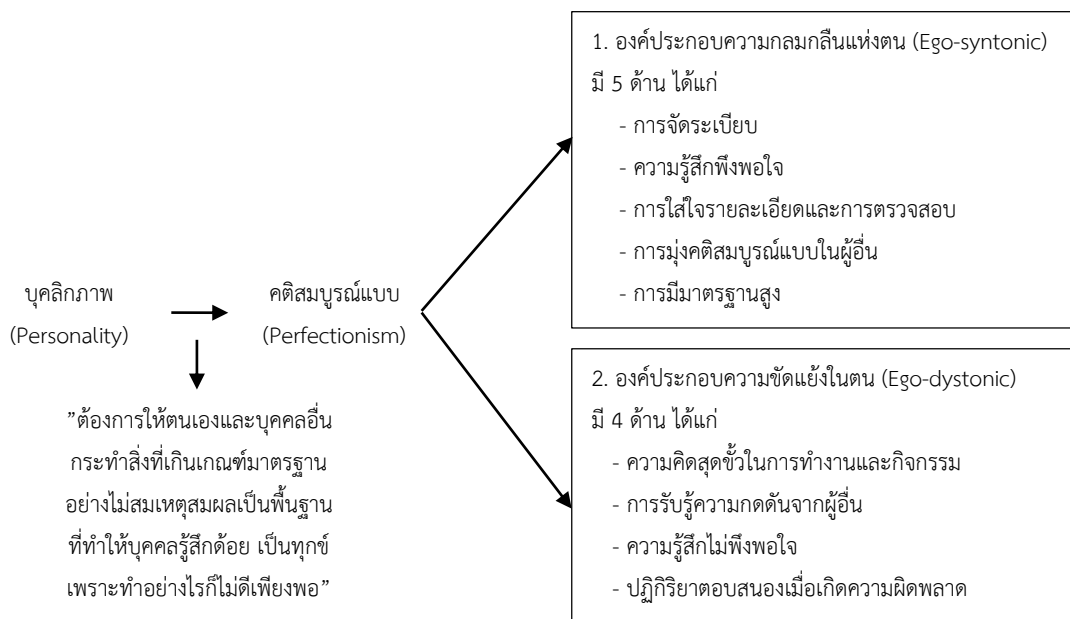 บุคลิกภาพ
(Personality)
คติสมบูรณ์แบบ
(Perfectionism)
”ต้องการให้ตนเองและบุคคลอื่น
กระทำสิ่งที่เกินเกณฑ์มาตรฐาน
อย่างไม่สมเหตุสมผลเป็นพื้นฐาน
ที่ทำให้บุคคลรู้สึกด้อย เป็นทุกข์
เพราะทำอย่างไรก็ไม่ดีเพียงพอ”
1. องค์ประกอบความกลมกลืนแห่งตน (Ego-syntonic)
มี 5 ด้าน ได้แก่
- การจัดระเบียบ
- ความรู้สึกพึงพอใจ
- การใส่ใจรายละเอียดและการตรวจสอบ
- การมุ่งคติสมบูรณ์แบบในผู้อื่น
- การมีมาตรฐานสูง
2. องค์ประกอบความขัดแย้งในตน (Ego-dystonic)
มี 4 ด้าน ได้แก่
- ความคิดสุดขั้วในการทำงานและกิจกรรม
- การรับรู้ความกดดันจากผู้อื่น
- ความรู้สึกไม่พึงพอใจ
- ปฏิกิริยาตอบสนองเมื่อเกิดความผิดพลาด